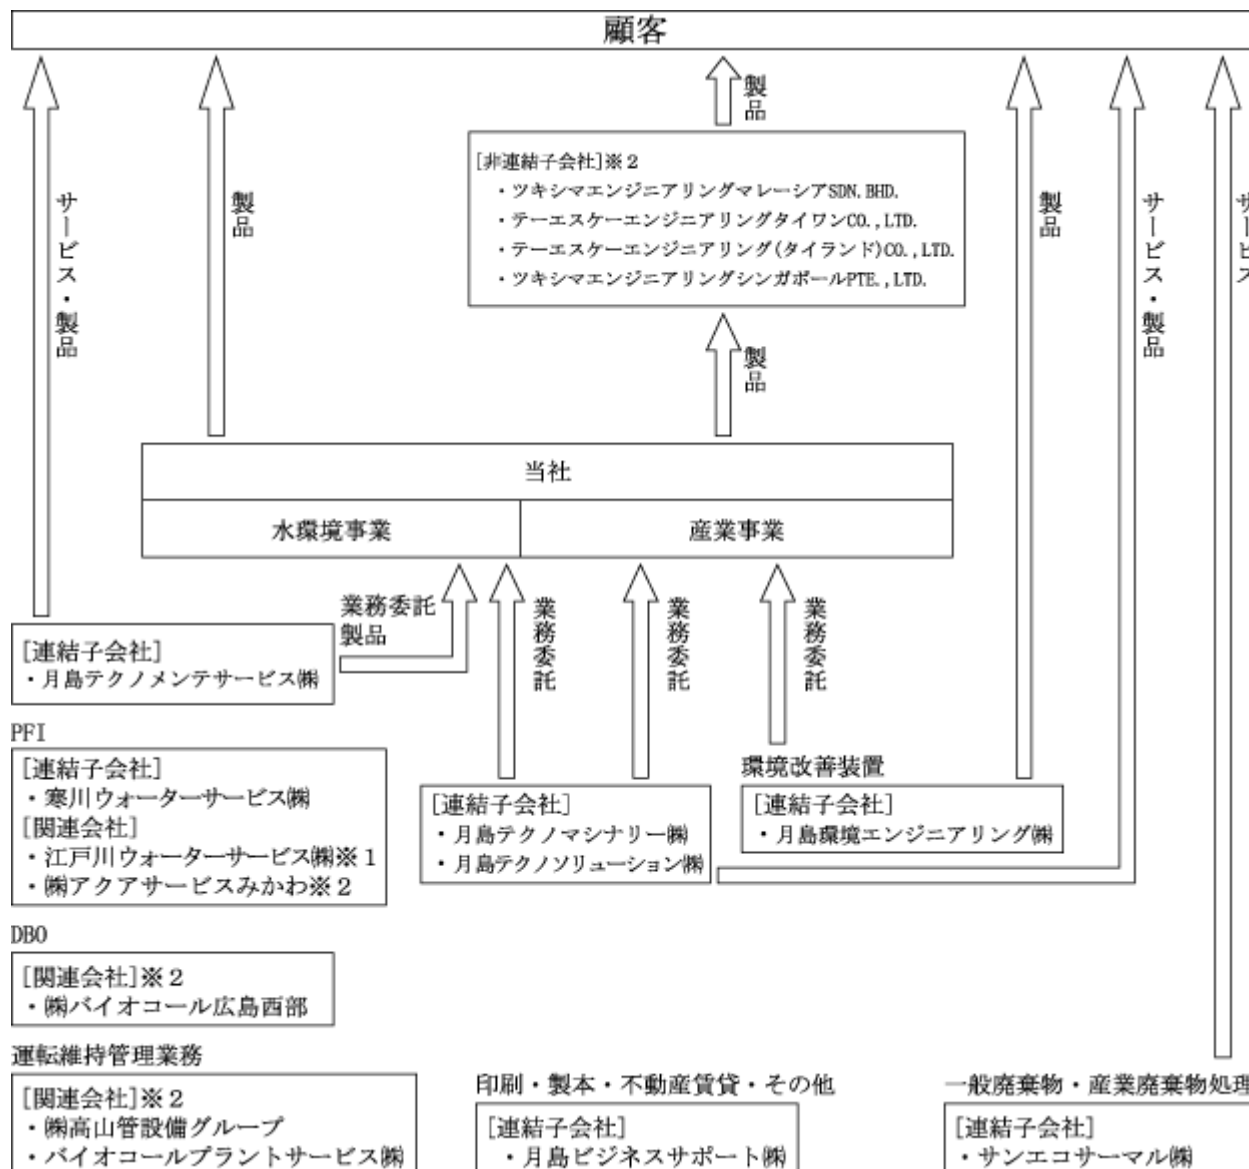 顧客
サービス・製品
製品
製品
[非連結子会社]※2
・ツキシマエンジニアリングマレーシアSDN.BHD.
・テーエスケーエンジニアリングタイワンCO.,LTD.
・テーエスケーエンジニアリング(タイランド)CO.,LTD.
・ツキシマエンジニアリングシンガポールPTE.,LTD.
製品
サービス・製品
サービス
製品
当社
水環境事業
産業事業
業務委託
製品
業務委託
業務委託
業務委託
[連結子会社]
・月島テクノメンテサービス㈱
PFI
[連結子会社]
・寒川ウォーターサービス㈱
[関連会社]
・江戸川ウォーターサービス㈱※1
・㈱アクアサービスみかわ※2
[連結子会社]
・月島テクノマシナリー㈱
・月島テクノソリューション㈱
環境改善装置
[連結子会社]
・月島環境エンジニアリング㈱
DBO
[関連会社]※2
・㈱バイオコール広島西部
運転維持管理業務
[関連会社]※2
・㈱高山管設備グループ
・バイオコールプラントサービス㈱
印刷・製本・不動産賃貸・その他
[連結子会社]
・月島ビジネスサポート㈱
一般廃棄物・産業廃棄物処理
[連結子会社]
・サンエコサーマル㈱